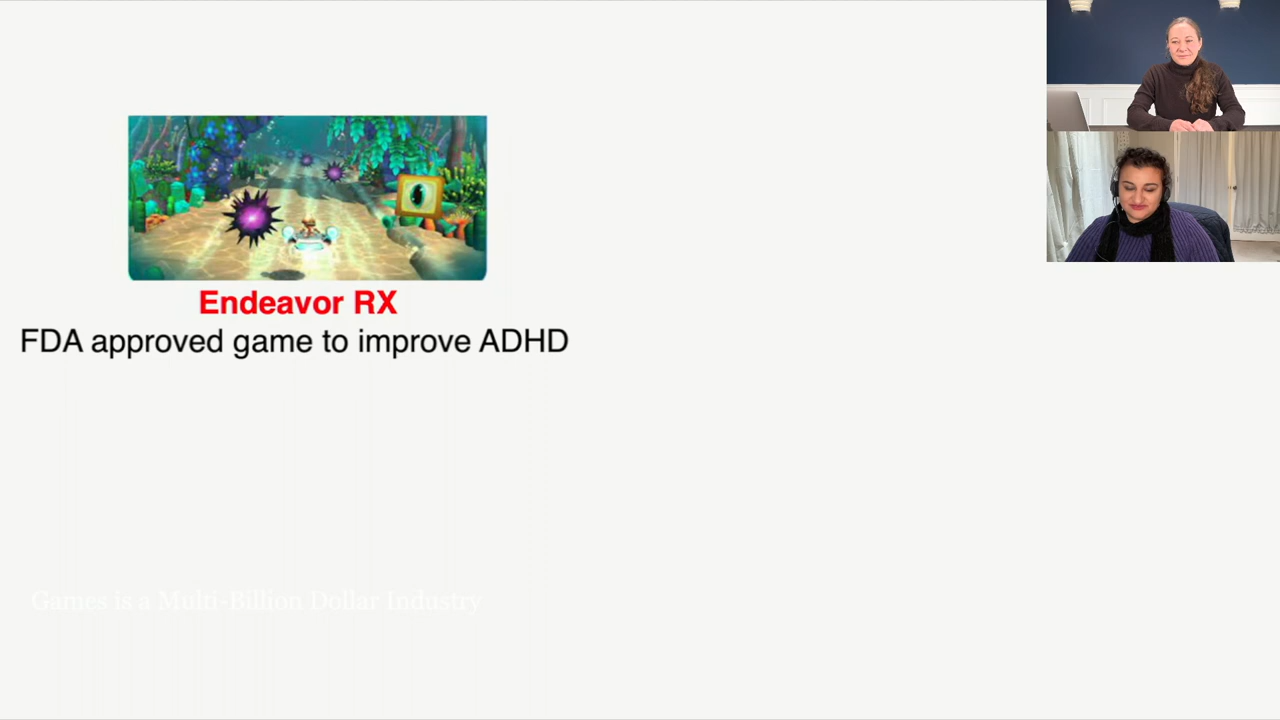 Endeavor RX
FDA approved game to improve ADHD
Games is a Multi-Billion Dollar Industry